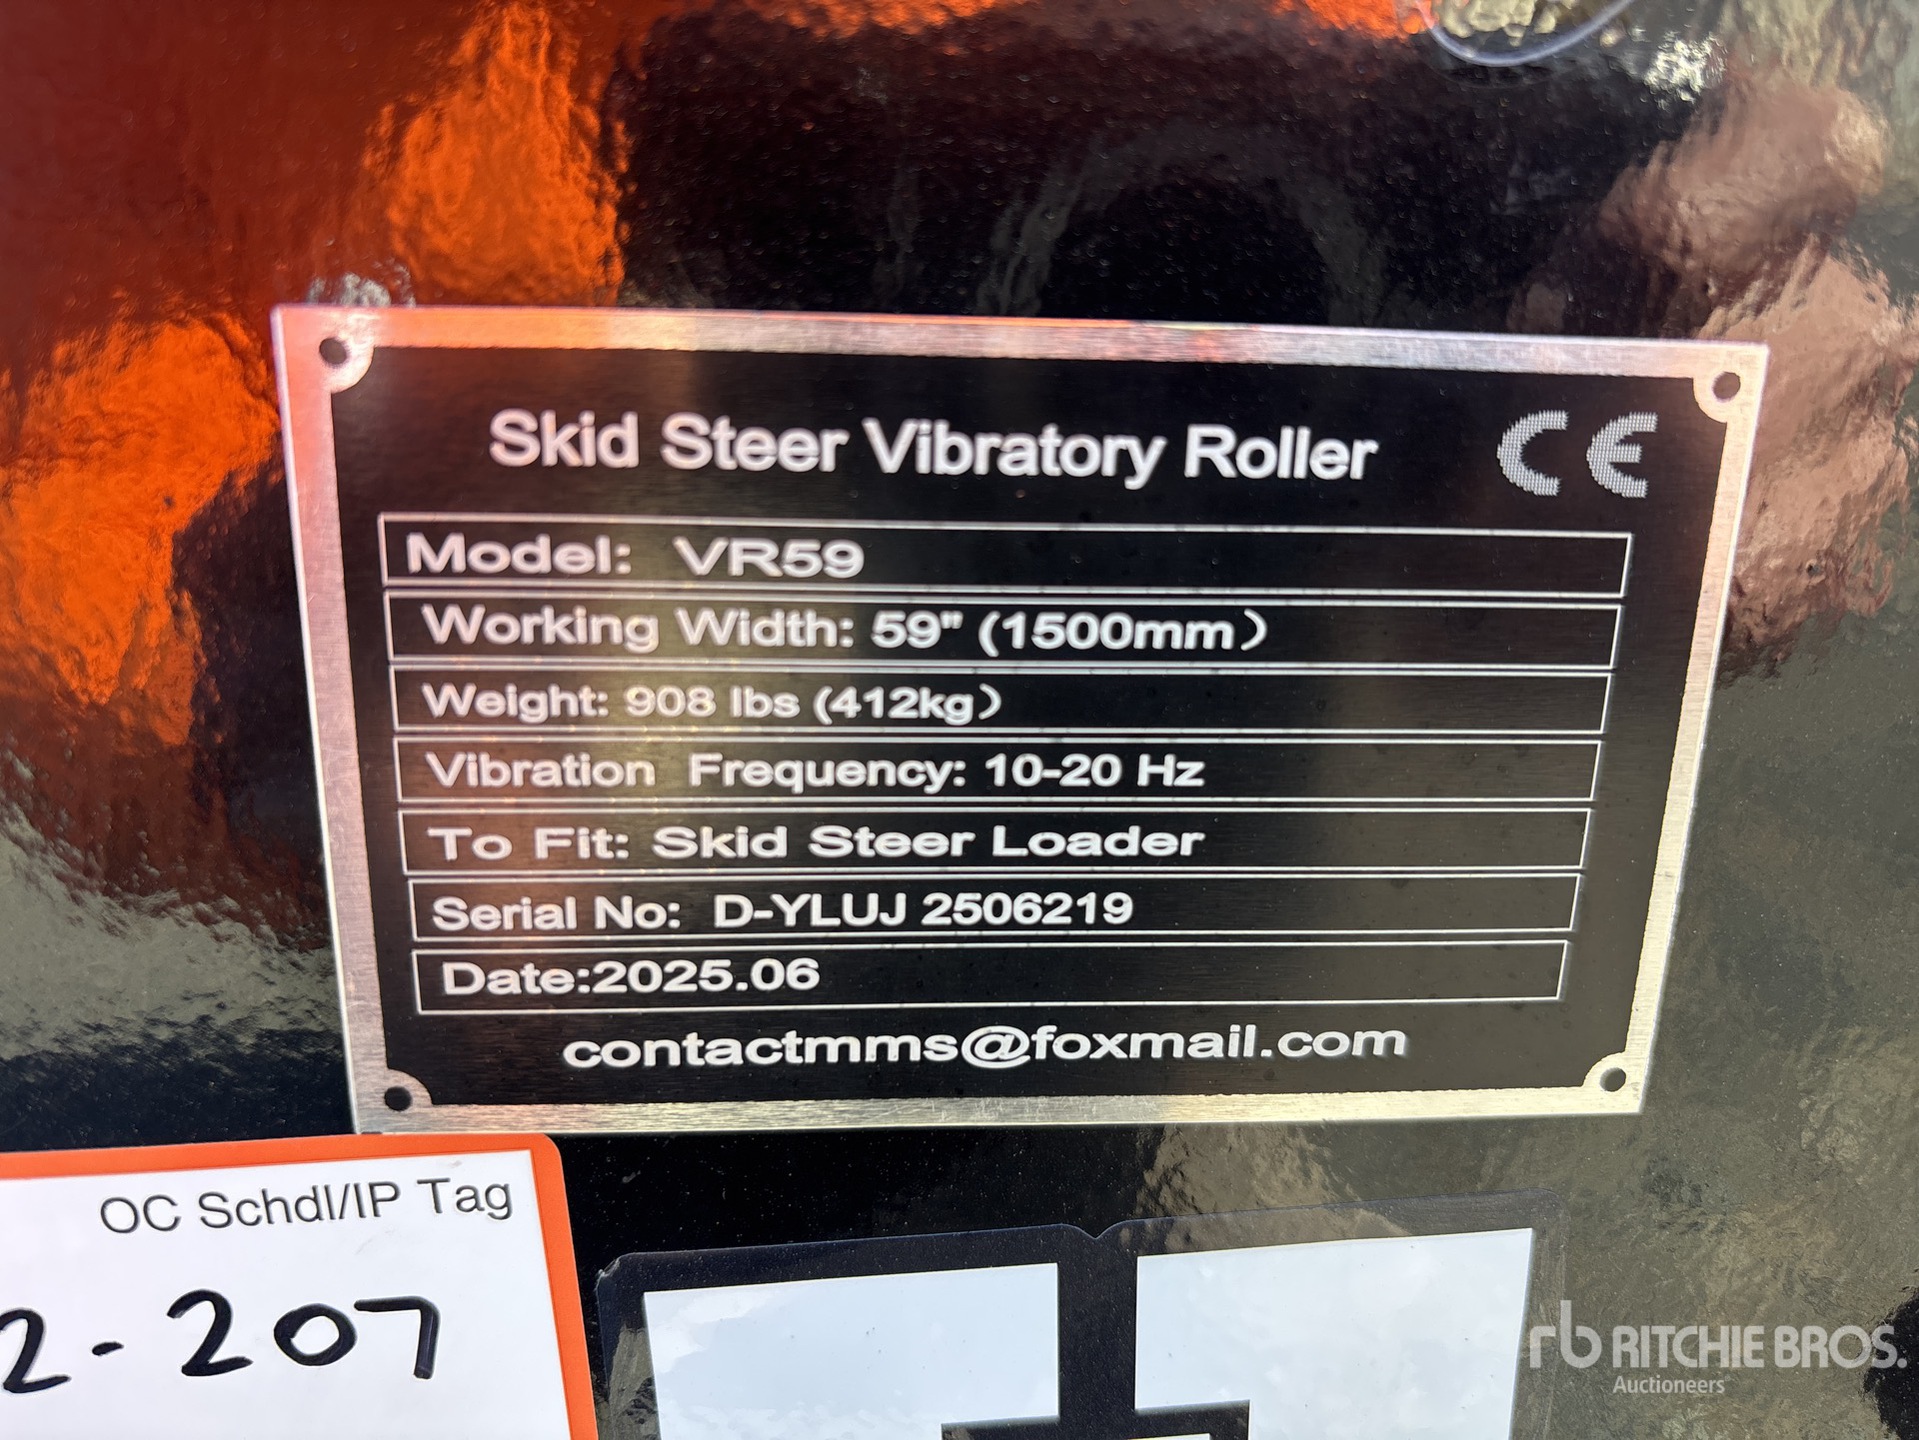 Skid Steer Vibratory Roller CE
Model: VR59
Working Width: 59" (1500mm)
Weight: 908 lbs (412kg)
Vibration Frequency: 10-20 Hz
To Fit: Skid Steer Loader
Serial No: D-YLUJ 2506219
Date:2025.06
contactmms@foxmail.com
OC Schdl/IP Tag
2-207
rb RITCHIE BROS.
Auctioneers